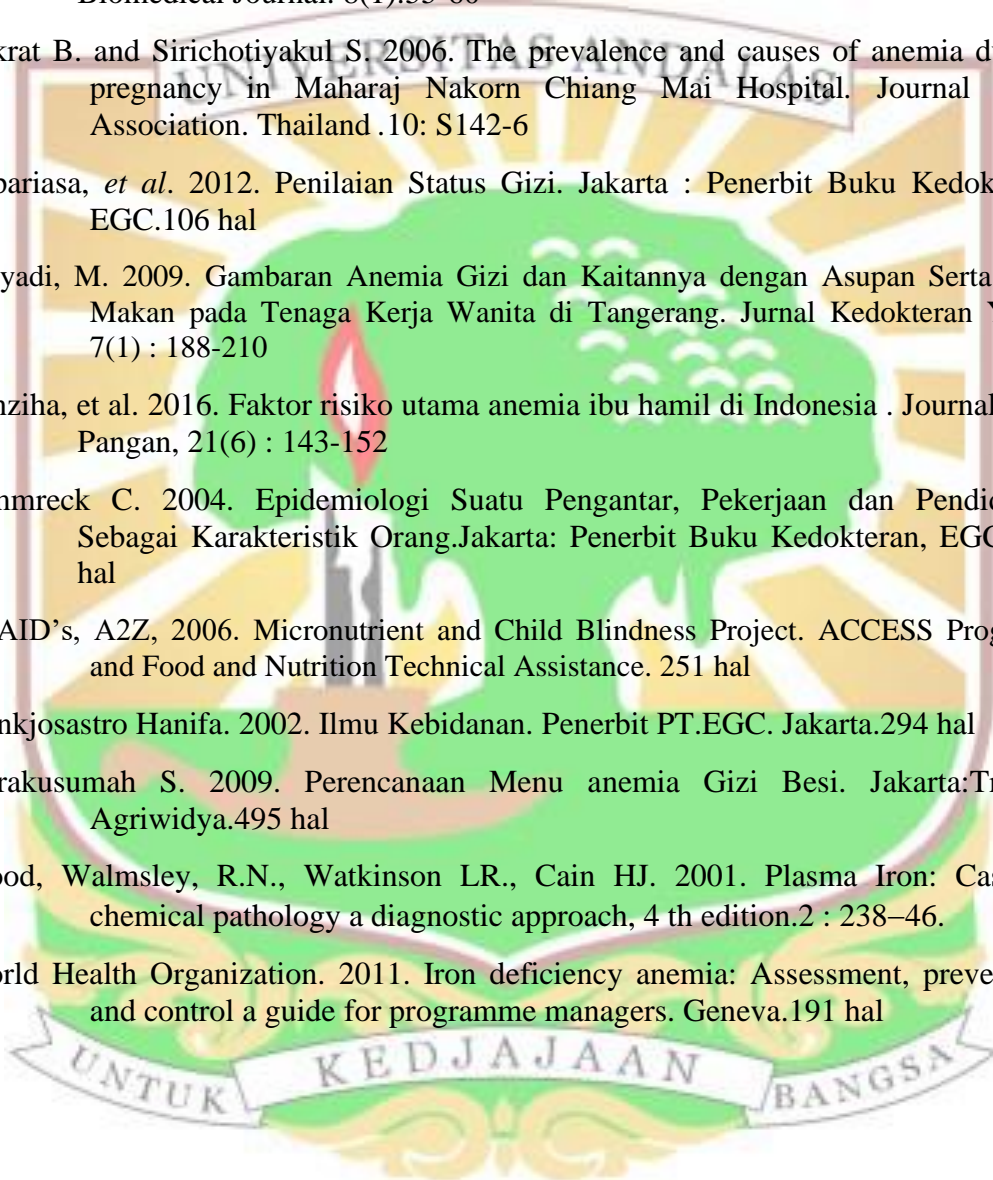 Biomedical Journal. 6(1):55-60
krat B. and Sirichotiyakul S. 2006. The prevalence and causes of anemia d
pregnancy in Maharaj Nakorn Chiang Mai Hospital. Journal
Association. Thailand .10: S142-6
pariasa, et al. 2012. Penilaian Status Gizi. Jakarta : Penerbit Buku Kedok
EGC.106 hal
yadi, M. 2009. Gambaran Anemia Gizi dan Kaitannya dengan Asupan Serta
Makan pada Tenaga Kerja Wanita di Tangerang. Jurnal Kedokteran Y
7(1) : 188-210
nziha, et al. 2016. Faktor risiko utama anemia ibu hamil di Indonesia . Journal
Pangan, 21(6) : 143-152
mmreck C. 2004. Epidemiologi Suatu Pengantar, Pekerjaan dan Pendid
Sebagai Karakteristik Orang.Jakarta: Penerbit Buku Kedokteran, EGC
hal
AID’s, A2Z, 2006. Micronutrient and Child Blindness Project. ACCESS Prog
and Food and Nutrition Technical Assistance. 251 hal
nkjosastro Hanifa. 2002. Ilmu Kebidanan. Penerbit PT.EGC. Jakarta.294 hal
rakusumah S. 2009. Perencanaan Menu anemia Gizi Besi. Jakarta:Tr
Agriwidya.495 hal
ood, Walmsley, R.N., Watkinson LR., Cain HJ. 2001. Plasma Iron: Cas
chemical pathology a diagnostic approach, 4 th edition.2 : 238–46.
orld Health Organization. 2011. Iron deficiency anemia: Assessment, preve
and control a guide for programme managers. Geneva.191 hal
UNIVERSITAS ANDALAS
UNTUK KEDJAJAAN BANGSA